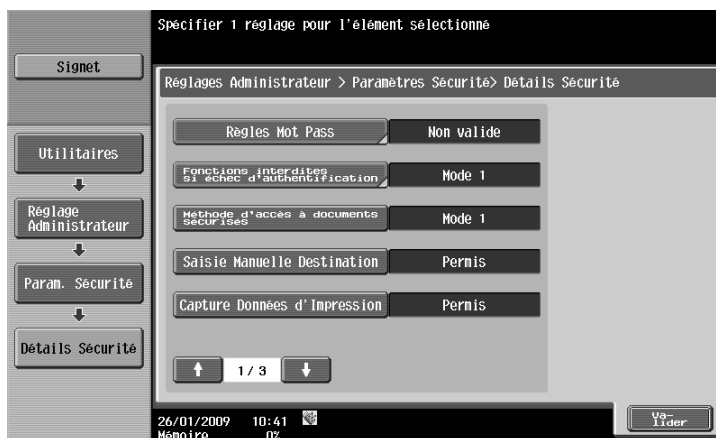 Spécifier 1 réglage pour l'élément sélectionné
Signet
Réglages Administrateur > Paramètres Sécurité> Détails Sécurité
Utilitaires
Réglage
Administrateur
Param. Sécurité
Détails Sécurité
Règles Mot Pass
Non valide
Fonctions interdites
si échec d'authentification
Mode 1
Méthode d'accès à documents
sécurisés
Mode 1
Saisie Manuelle Destination
Permis
Capture Données d'Impression
Permis
1/ 3
26/01/2009 10:41
Mémoire 0%
Va-
lider